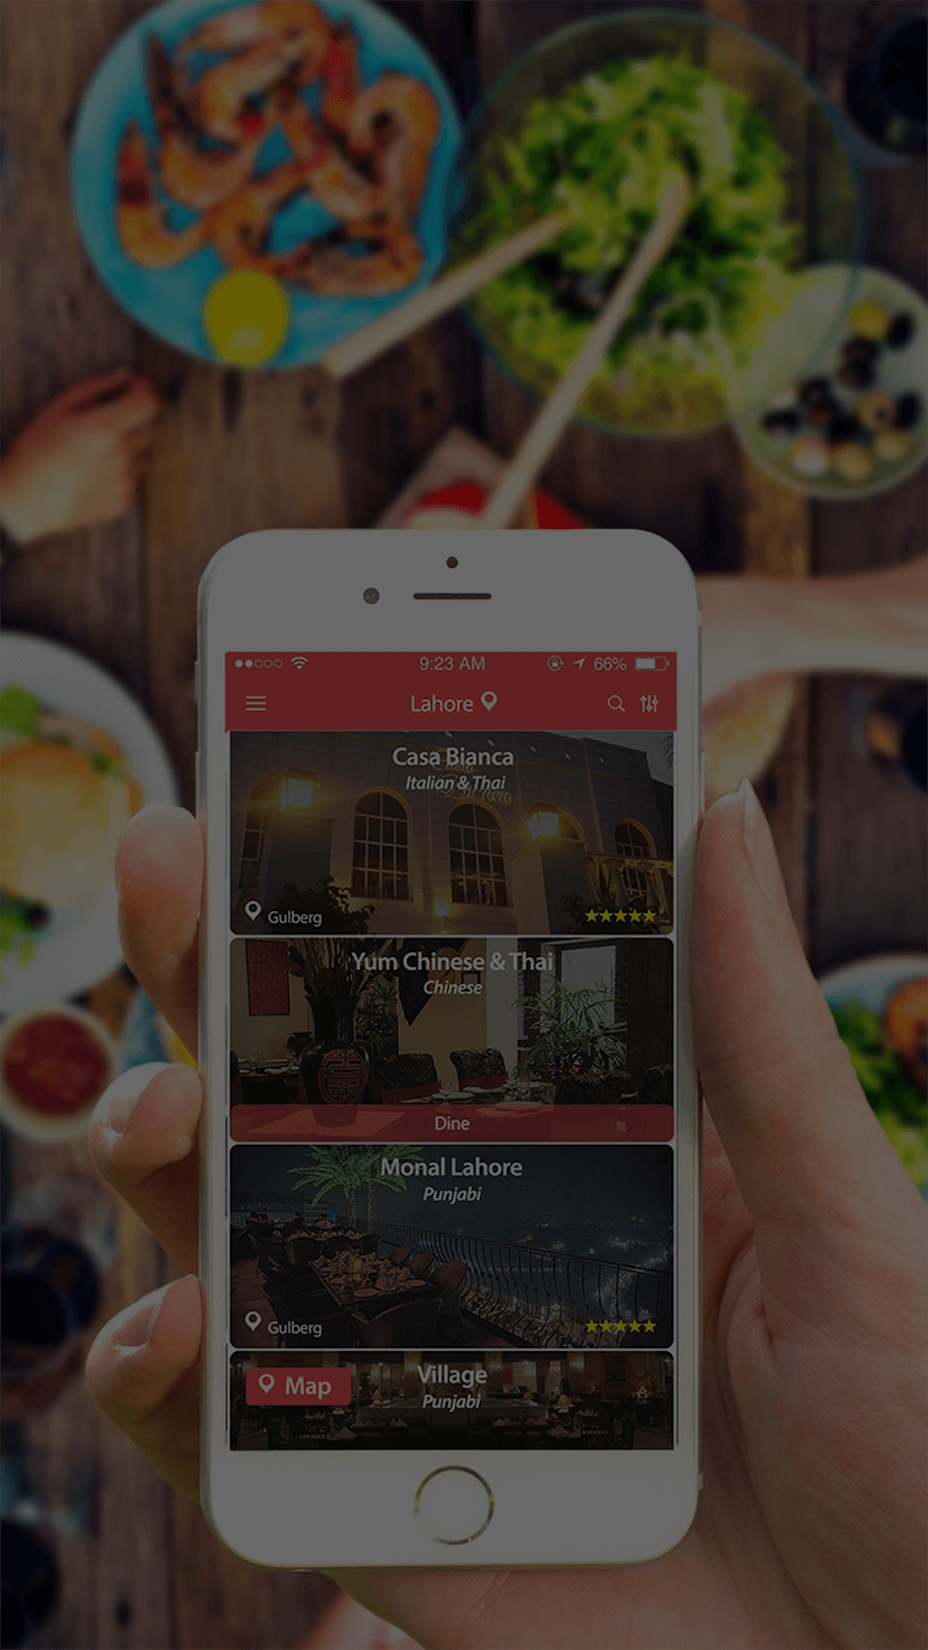 9:23 AM
66%
Lahore
Casa Bianca
Italian & Thai
Gulberg
Yum Chinese & Thai
Chinese
Dine
Monal Lahore
Punjabi
Gulberg
Map
Village
Punjabi